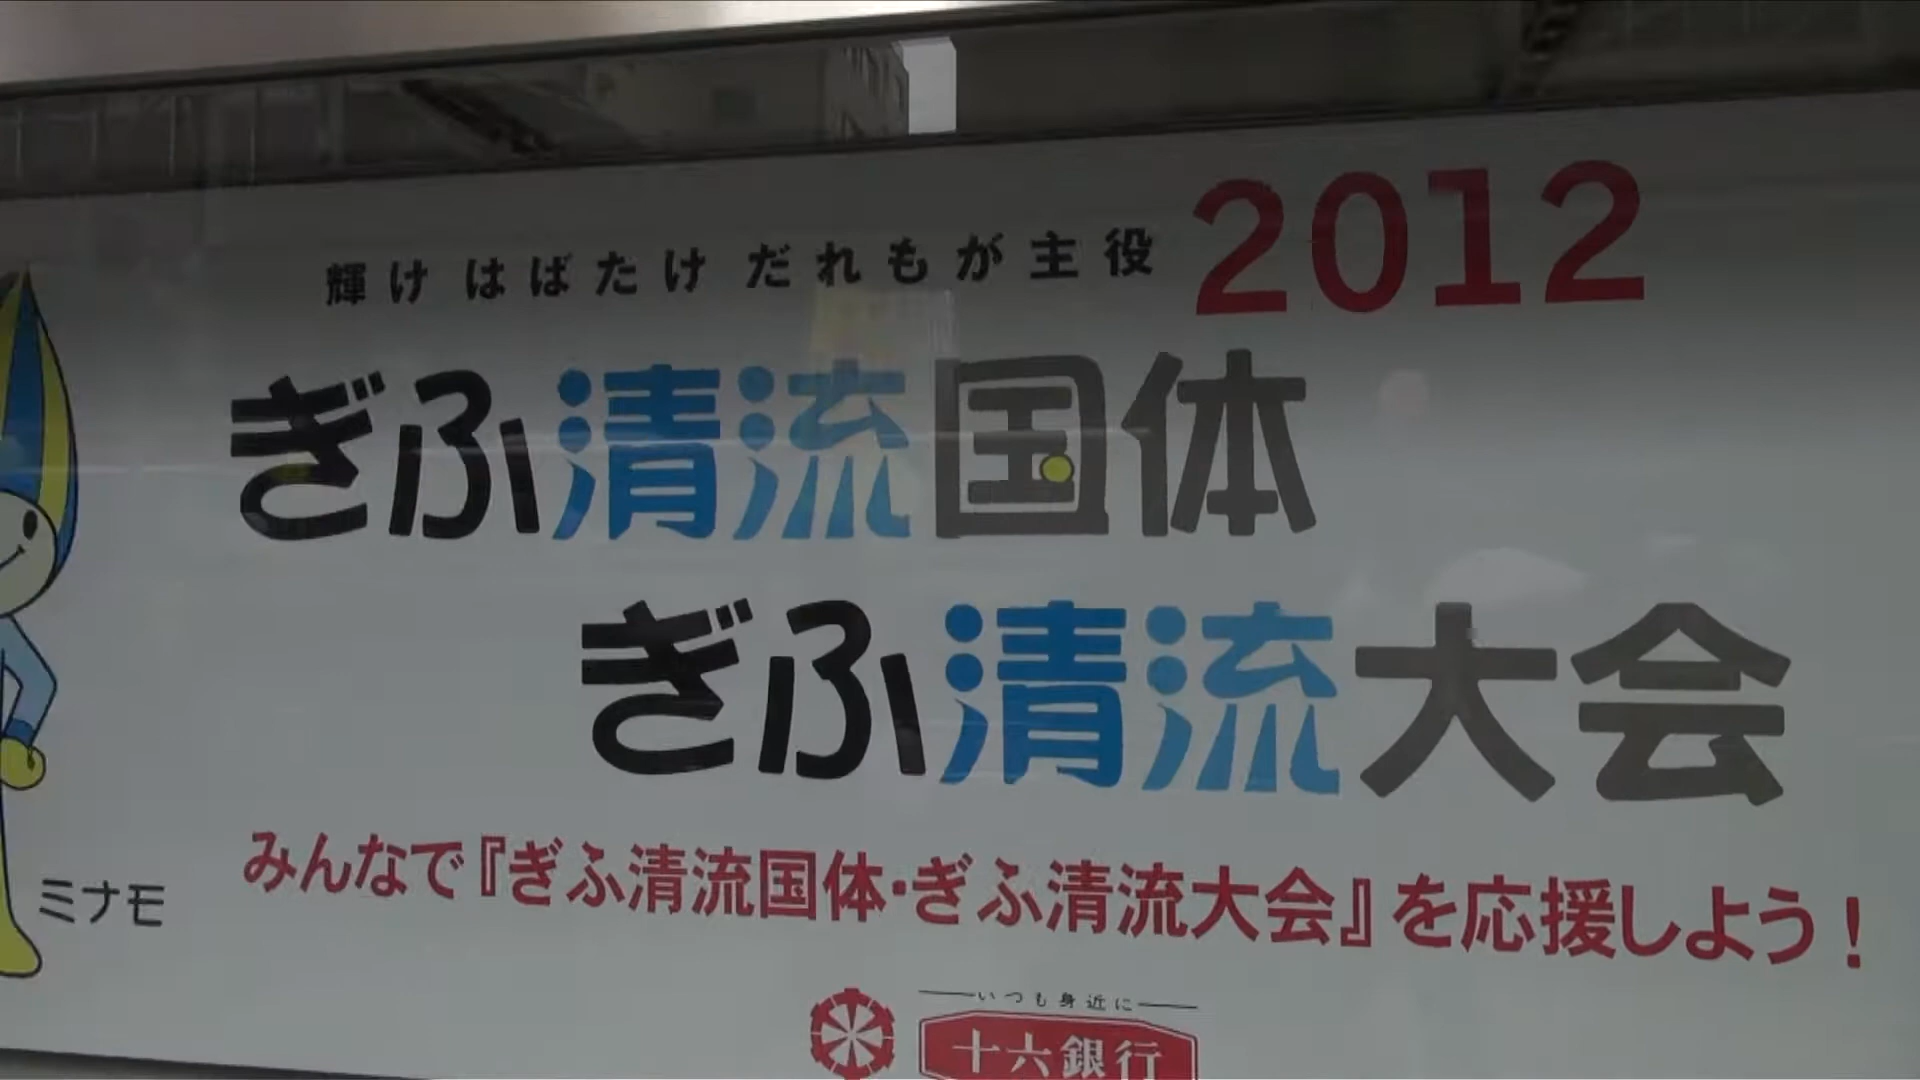 輝け はばたけ だれもが主役
2012
ぎふ清流国体
ぎふ清流大会
ミナモ
みんなで『ぎふ清流国体・ぎふ清流大会』を応援しよう！
いつも身近に
十六銀行